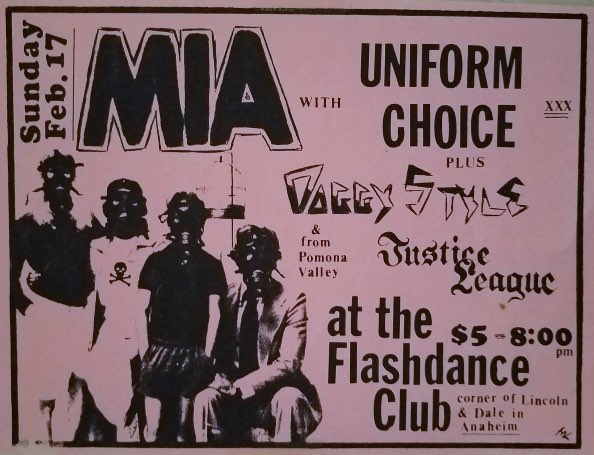 Sunday
Feb. 17
MIA
WITH
UNIFORM
CHOICE
XXX
PLUS
Doggy Style
&
from
Pomona
Valley
Justice
League
at the
Flashdance
Club
$5 - 8:00
pm
corner of Lincoln
& Dale in
Anaheim